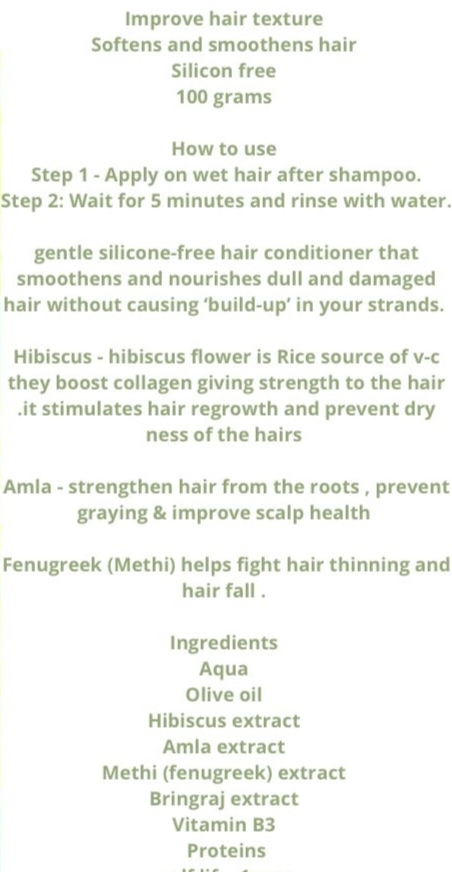 Improve hair texture
Softens and smoothens hair
Silicon free
100 grams
How to use
Step 1 - Apply on wet hair after shampoo.
Step 2: Wait for 5 minutes and rinse with water.
gentle silicone-free hair conditioner that
smoothens and nourishes dull and damaged
hair without causing ‘build-up’ in your strands.
Hibiscus - hibiscus flower is Rice source of v-c
they boost collagen giving strength to the hair
.it stimulates hair regrowth and prevent dry
ness of the hairs
Amla - strengthen hair from the roots , prevent
graying & improve scalp health
Fenugreek (Methi) helps fight hair thinning and
hair fall .
Ingredients
Aqua
Olive oil
Hibiscus extract
Amla extract
Methi (fenugreek) extract
Bringraj extract
Vitamin B3
Proteins